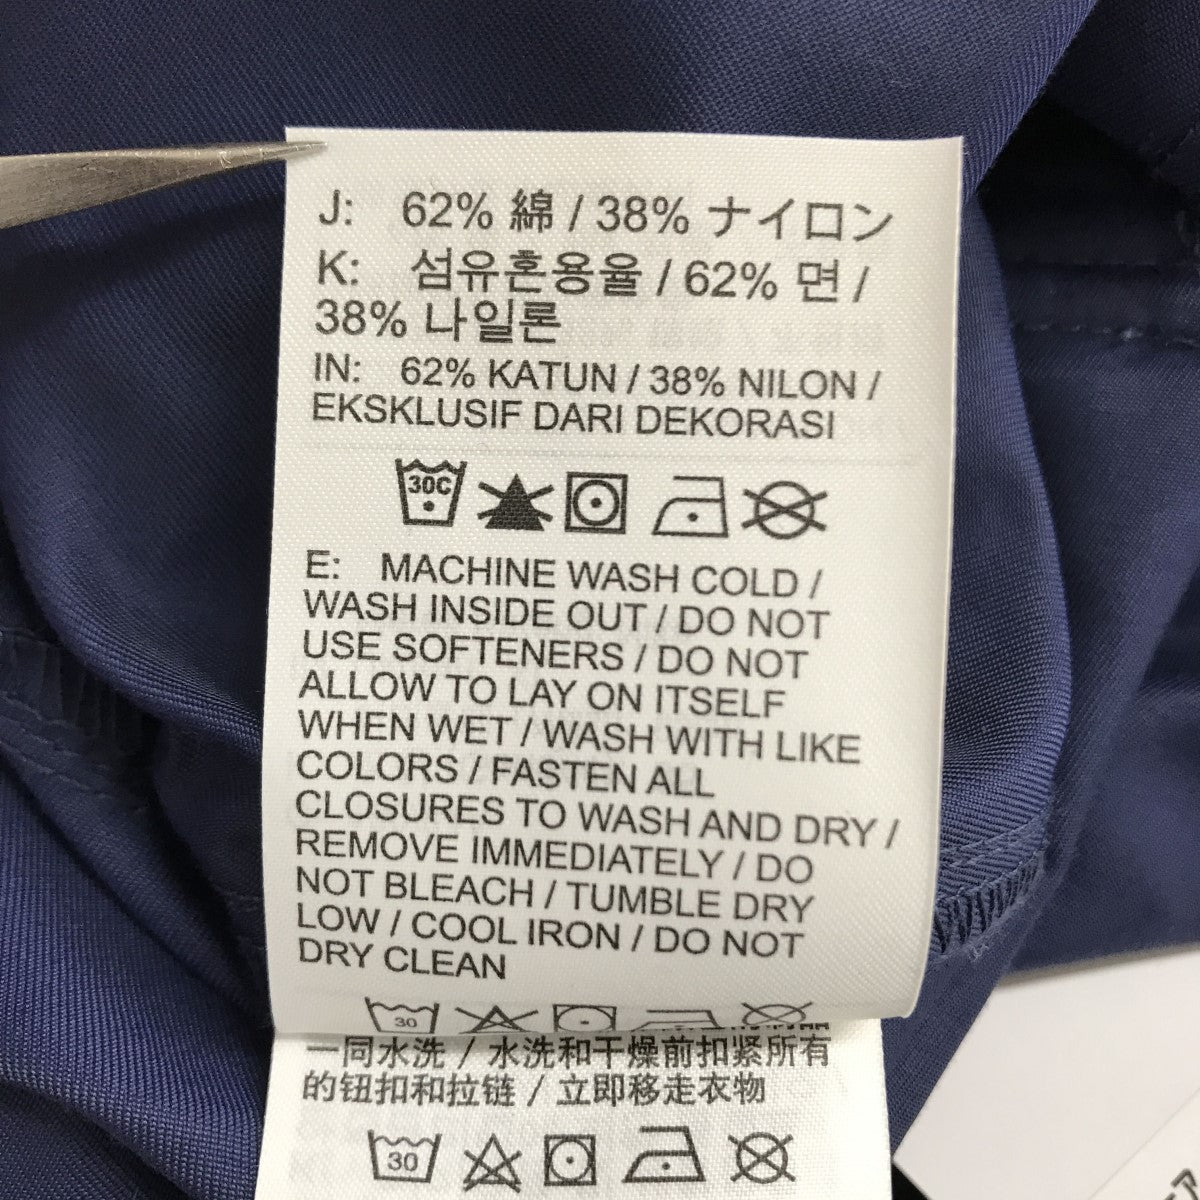 J: 62% 綿 / 38% ナイロン
K: 섬유혼용율 / 62% 면 /
38% 나일론
IN: 62% KATUN / 38% NILON /
EKSKLUSIF DARI DEKORASI
30C
E: MACHINE WASH COLD /
WASH INSIDE OUT / DO NOT
USE SOFTENERS / DO NOT
ALLOW TO LAY ON ITSELF
WHEN WET / WASH WITH LIKE
COLORS / FASTEN ALL
CLOSURES TO WASH AND DRY /
REMOVE IMMEDIATELY / DO
NOT BLEACH / TUMBLE DRY
LOW / COOL IRON / DO NOT
DRY CLEAN
30
一同水洗 / 水洗和干燥前扣紧所有
的钮扣和拉链 / 立即移走衣物
30